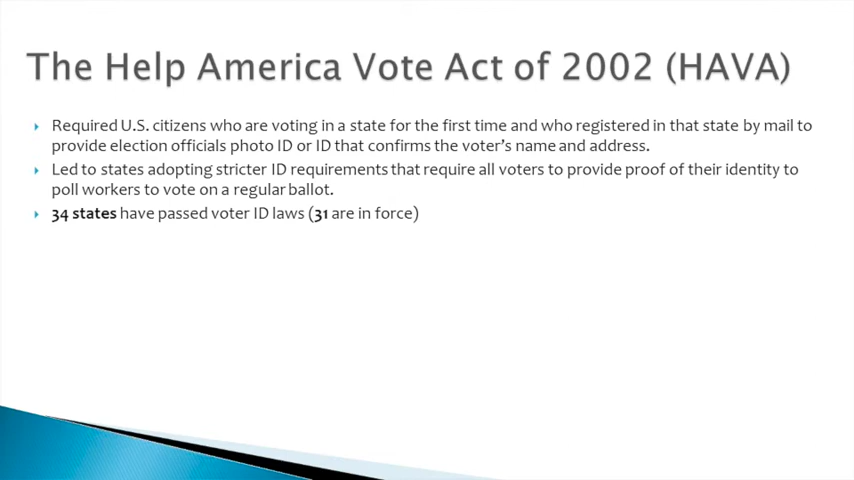 The Help America Vote Act of 2002 (HAVA)
Required U.S. citizens who are voting in a state for the first time and who registered in that state by mail to
provide election officials photo ID or ID that confirms the voter's name and address.
Led to states adopting stricter ID requirements that require all voters to provide proof of their identity to
poll workers to vote on a regular ballot.
34 states have passed voter ID laws (31 are in force)